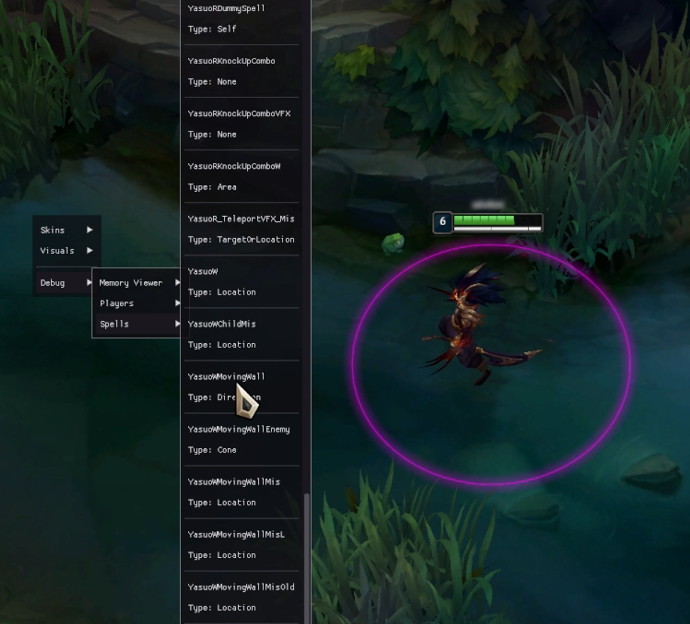 YasuoRDummySpell
Type: Self
YasuoRKnockUpCombo
Type: None
YasuoRKnockUpComboVFX
Type: None
YasuoRKnockUpComboW
Type: Area
YasuoR_TeleportVFX_Mis
Type: TargetOrLocation
YasuoW
Type: Location
YasuoWChildMis
Type: Location
YasuoWMovingWall
Type:
YasuoWMovingWallEnemy
Type: Cone
YasuoWMovingWallMis
Type: Location
YasuoWMovingWallMisL
Type: Location
YasuoWMovingWallMisOld
Type: Location
Skins
Visuals
Debug
Memory Viewer
Players
Spells
6